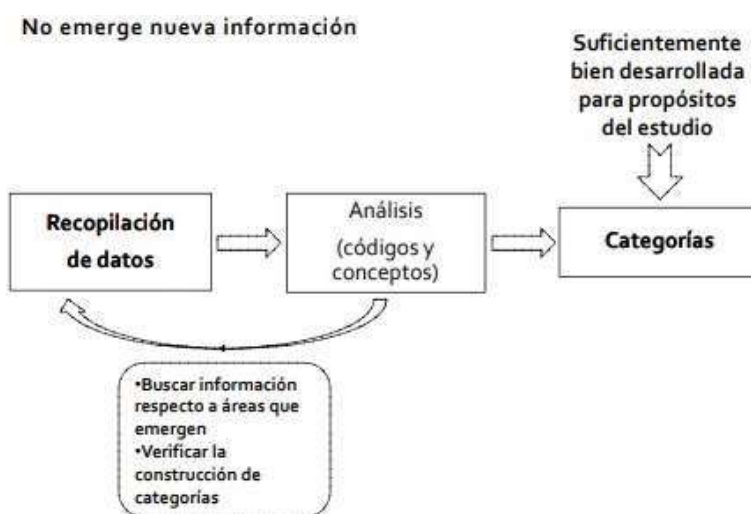 No emerge nueva información
Suficientemente
bien desarrollada
para propósitos
del estudio
Recopilación
de datos
Análisis
(códigos y
conceptos)
Categorías
•Buscar información
respecto a áreas que
emergen
•Verificar la
construcción de
categorías